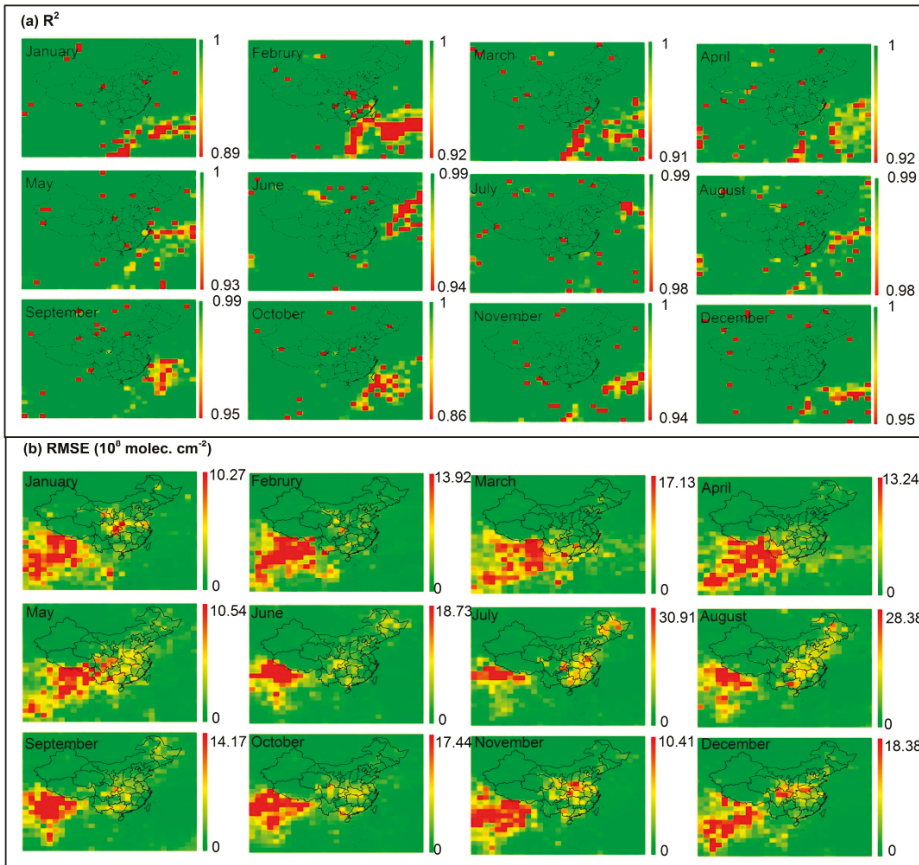 (a) R²
January
1
0.89
Februry
1
0.92
March
1
0.91
April
1
0.92
May
1
0.93
June
0.99
0.94
July
0.99
0.98
August
0.99
0.98
September
0.99
0.95
October
1
0.86
November
1
0.94
December
1
0.95
(b) RMSE (10⁰ molec. cm⁻²)
January
10.27
0
Februry
13.92
0
March
17.13
0
April
13.24
0
May
10.54
0
June
18.73
0
July
30.91
0
August
28.38
0
September
14.17
0
October
17.44
0
November
10.41
0
December
18.38
0